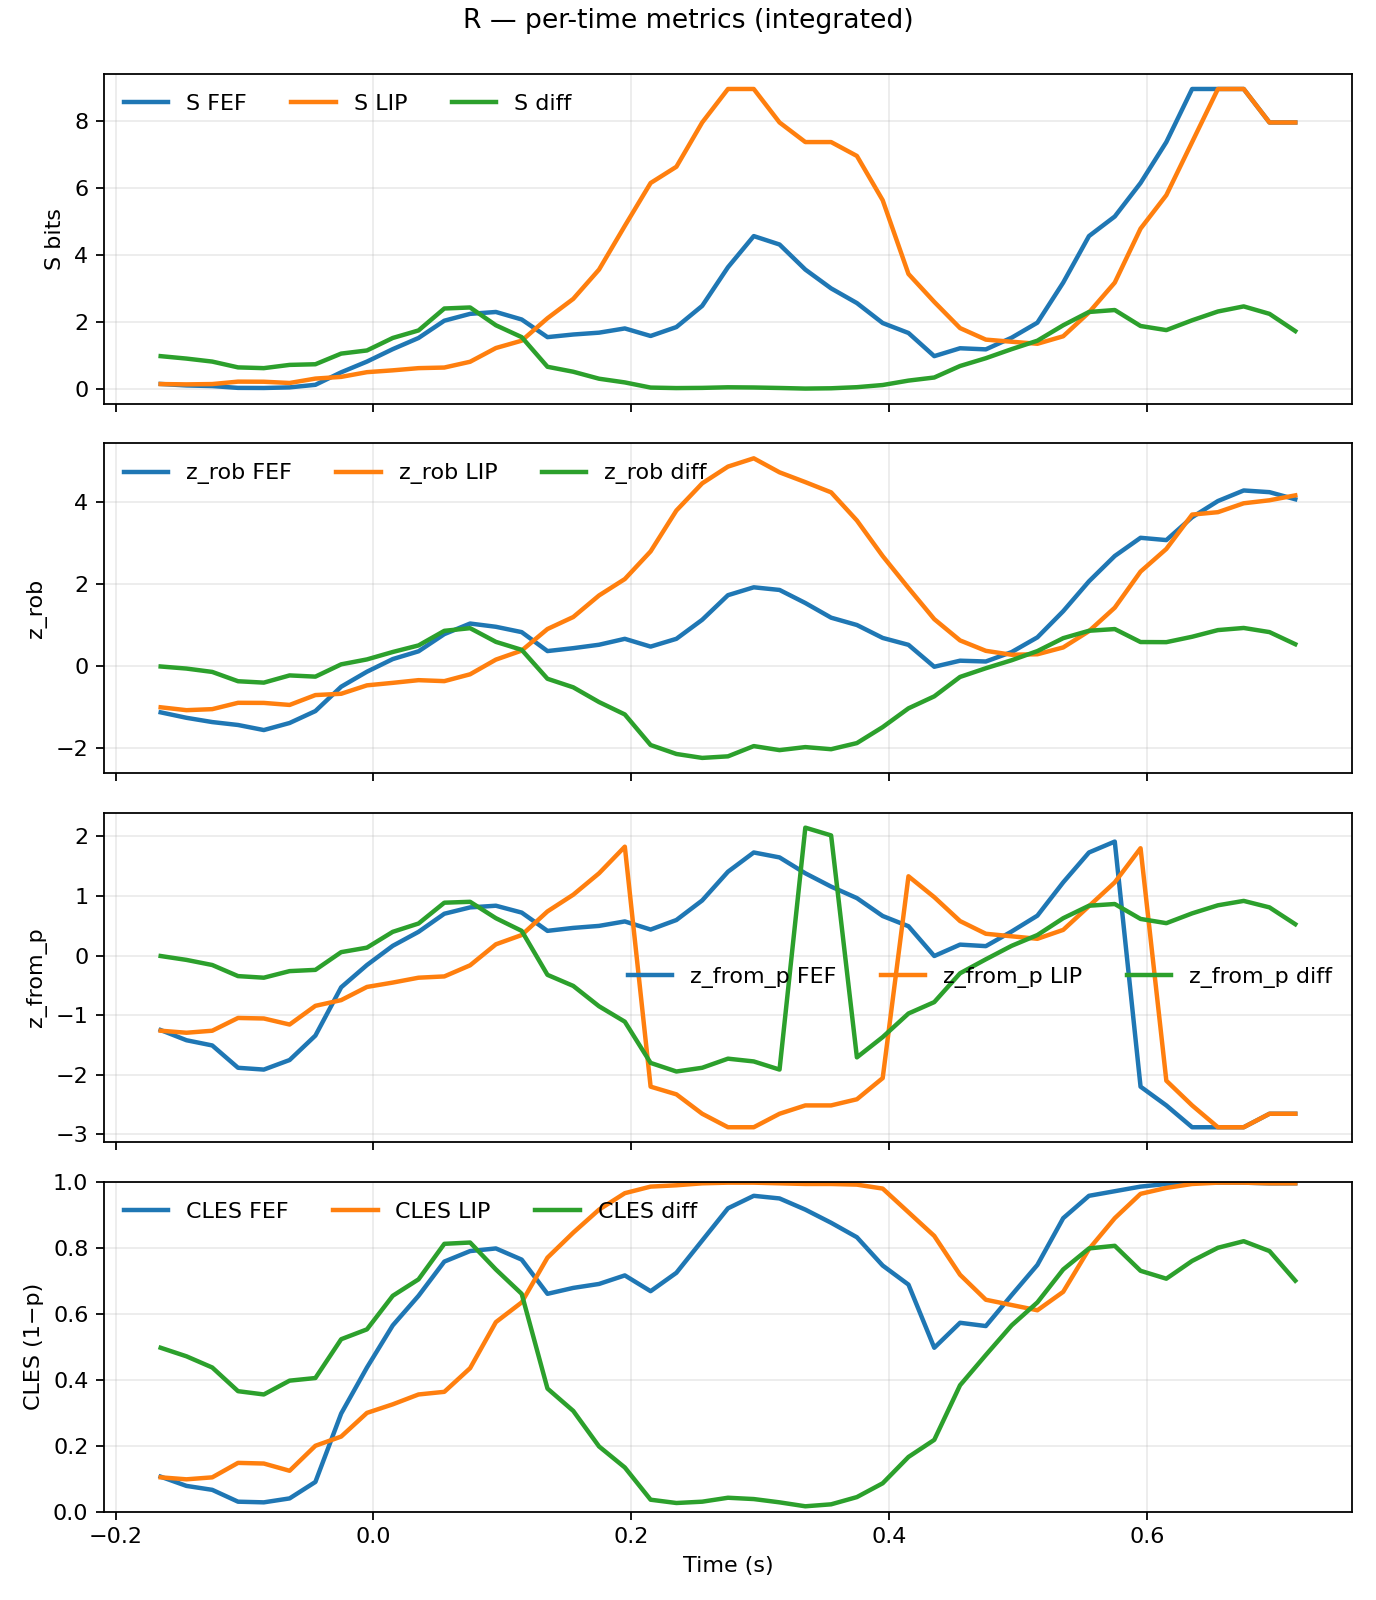 R — per-time metrics (integrated)
S FEF S LIP S diff
8
6
4
2
0
S bits
z_rob FEF z_rob LIP z_rob diff
4
2
0
−2
z_rob
2
1
0
−1
−2
−3
z_from_p
z_from_p FEF z_from_p LIP z_from_p diff
CLES FEF CLES LIP CLES diff
1.0
0.8
0.6
0.4
0.2
0.0
CLES (1−p)
−0.2 0.0 0.2 0.4 0.6
Time (s)